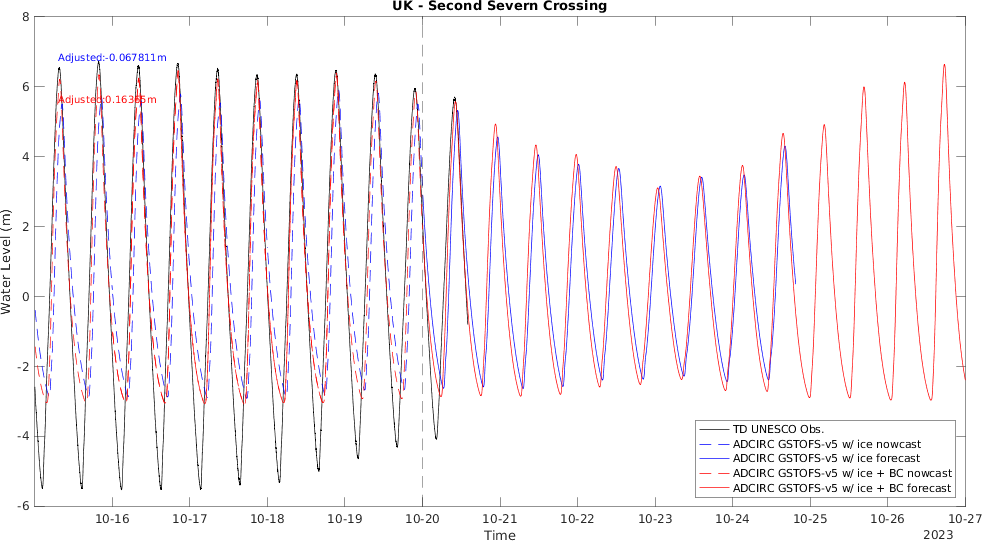 UK - Second Severn Crossing
8
6
4
2
0
-2
-4
-6
Water Level (m)
Adjusted:-0.067811m
Adjusted:0.16365m
TD UNESCO Obs.
ADCIRC GSTOFS-v5 w/ ice nowcast
ADCIRC GSTOFS-v5 w/ ice forecast
ADCIRC GSTOFS-v5 w/ ice + BC nowcast
ADCIRC GSTOFS-v5 w/ ice + BC forecast
10-16 10-17 10-18 10-19 10-20 10-21 10-22 10-23 10-24 10-25 10-26 10-27
Time
2023